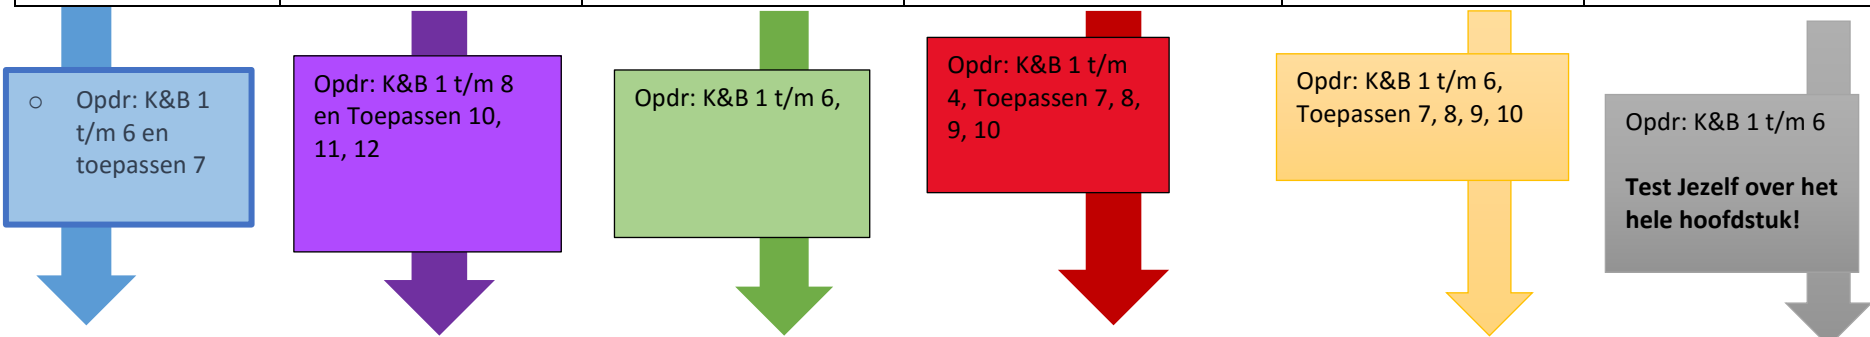 ○ Opdr: K&B 1
t/m 6 en
toepassen 7
Opdr: K&B 1 t/m 8
en Toepassen 10,
11, 12
Opdr: K&B 1 t/m 6,
Opdr: K&B 1 t/m
4, Toepassen 7, 8,
9, 10
Opdr: K&B 1 t/m 6,
Toepassen 7, 8, 9, 10
Opdr: K&B 1 t/m 6
Test Jezelf over het
hele hoofdstuk!